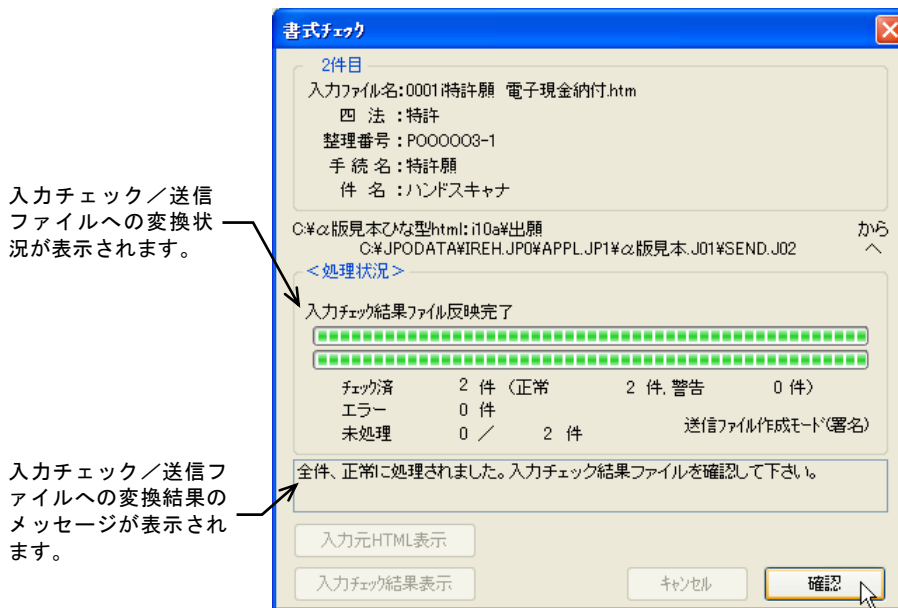 書式チェック
2件目
入力ファイル名:0001i特許願 電子現金納付.htm
四 法 :特許
整理番号:PO00003-1
手 続 名 :特許願
件 名 :ハンドスキャナ
入力チェック／送信
ファイルへの変換状
況が表示されます。
C:¥α版見本ひな型html:i10a¥出願 から
C:¥JPODATA¥IREH.JP0¥APPL.JP1¥α版見本.J01¥SEND.J02 へ
＜処理状況＞
入力チェック結果ファイル反映完了
チェック済 2 件 (正常 2 件, 警告 0 件)
エラー 0 件
未処理 0 ／ 2 件 送信ファイル作成モード(署名)
入力チェック／送信フ
ァイルへの変換結果の
メッセージが表示され
ます。
全件、正常に処理されました。入力チェック結果ファイルを確認して下さい。
入力元HTML表示
入力チェック結果表示 キャンセル 確認